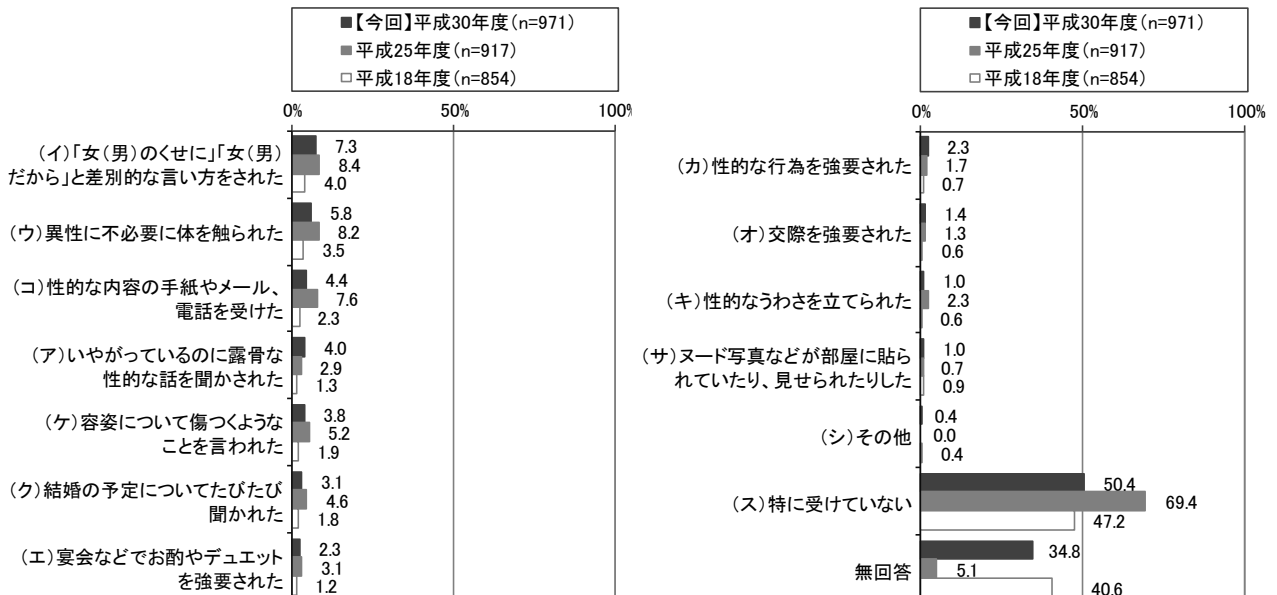 ■【今回】平成30年度(n=971)
■平成25年度(n=917)
□平成18年度(n=854)
0%
50%
100%
(イ)「女(男)のくせに」「女(男)
だから」と差別的な言い方をされた
7.3
8.4
4.0
(ウ)異性に不必要に体を触られた
5.8
8.2
3.5
(コ)性的な内容の手紙やメール、
電話を受けた
4.4
7.6
2.3
(ア)いやがっているのに露骨な
性的な話を聞かされた
4.0
2.9
1.3
(ケ)容姿について傷つくような
ことを言われた
3.8
5.2
1.9
(ク)結婚の予定についてたびたび
聞かれた
3.1
4.6
1.8
(エ)宴会などでお酌やデュエット
を強要された
2.3
3.1
1.2
■【今回】平成30年度(n=971)
■平成25年度(n=917)
□平成18年度(n=854)
0%
50%
100%
(カ)性的な行為を強要された
2.3
1.7
0.7
(オ)交際を強要された
1.4
1.3
0.6
(キ)性的なうわさを立てられた
1.0
2.3
0.6
(サ)ヌード写真などが部屋に貼ら
れていたり、見せられたりした
1.0
0.7
0.9
(シ)その他
0.4
0.0
0.4
(ス)特に受けていない
50.4
69.4
47.2
無回答
34.8
5.1
40.6